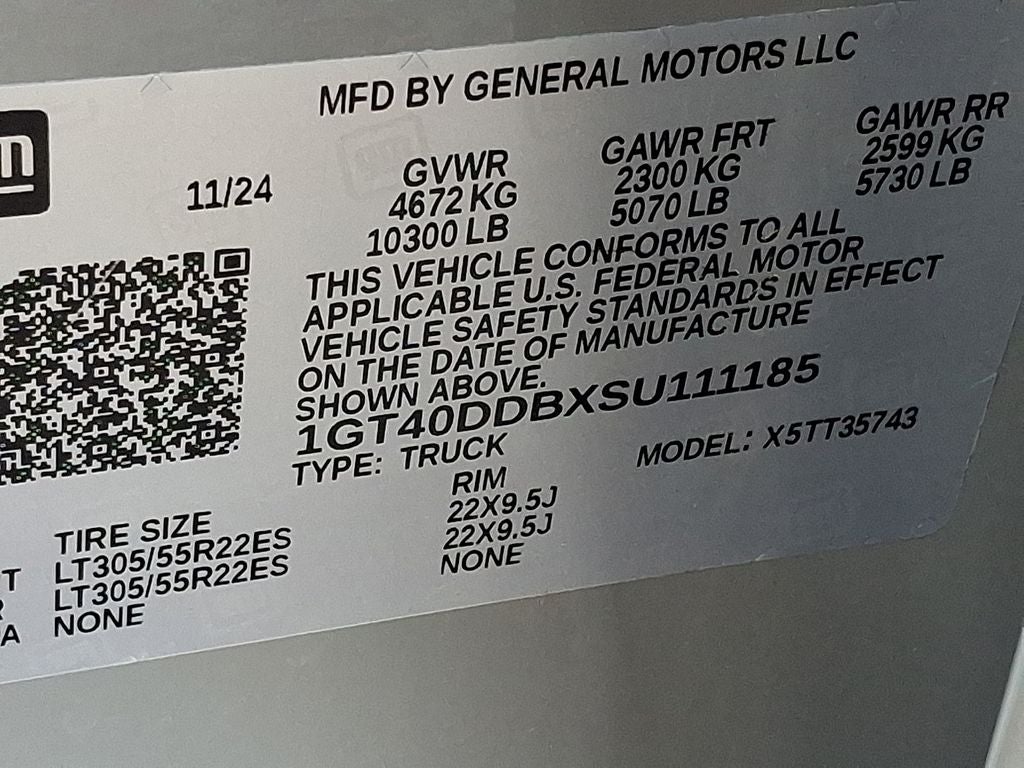 MFD BY GENERAL MOTORS LLC
m
11/24
GVWR GAWR FRT GAWR RR
4672 KG 2300 KG 2599 KG
10300 LB 5070 LB 5730 LB
THIS VEHICLE CONFORMS TO ALL
APPLICABLE U.S. FEDERAL MOTOR
VEHICLE SAFETY STANDARDS IN EFFECT
ON THE DATE OF MANUFACTURE
SHOWN ABOVE.
1GT40DDBXSU111185
TYPE: TRUCK MODEL: X5TT35743
TIRE SIZE RIM
T LT305/55R22ES 22X9.5J
R LT305/55R22ES 22X9.5J
A NONE NONE